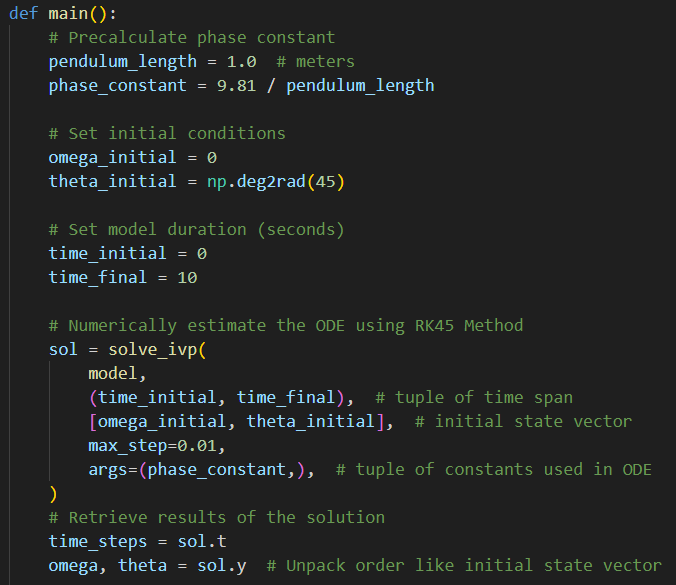 def main():
    # Precalculate phase constant
    pendulum_length = 1.0  # meters
    phase_constant = 9.81 / pendulum_length

    # Set initial conditions
    omega_initial = 0
    theta_initial = np.deg2rad(45)

    # Set model duration (seconds)
    time_initial = 0
    time_final = 10

    # Numerically estimate the ODE using RK45 Method
    sol = solve_ivp(
        model,
        (time_initial, time_final),  # tuple of time span
        [omega_initial, theta_initial],  # initial state vector
        max_step=0.01,
        args=(phase_constant,),  # tuple of constants used in ODE
    )
    # Retrieve results of the solution
    time_steps = sol.t
    omega, theta = sol.y  # Unpack order like initial state vector